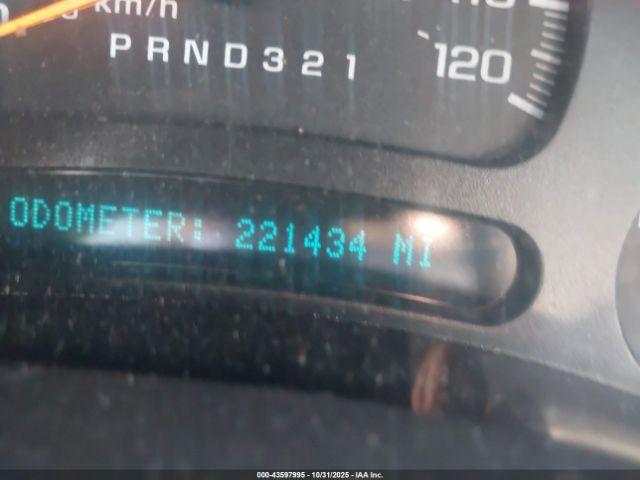 km/h
120
PRND321
ODOMETER: 221434 MI
000-43597995 - 10/31/2025 - IAA Inc.